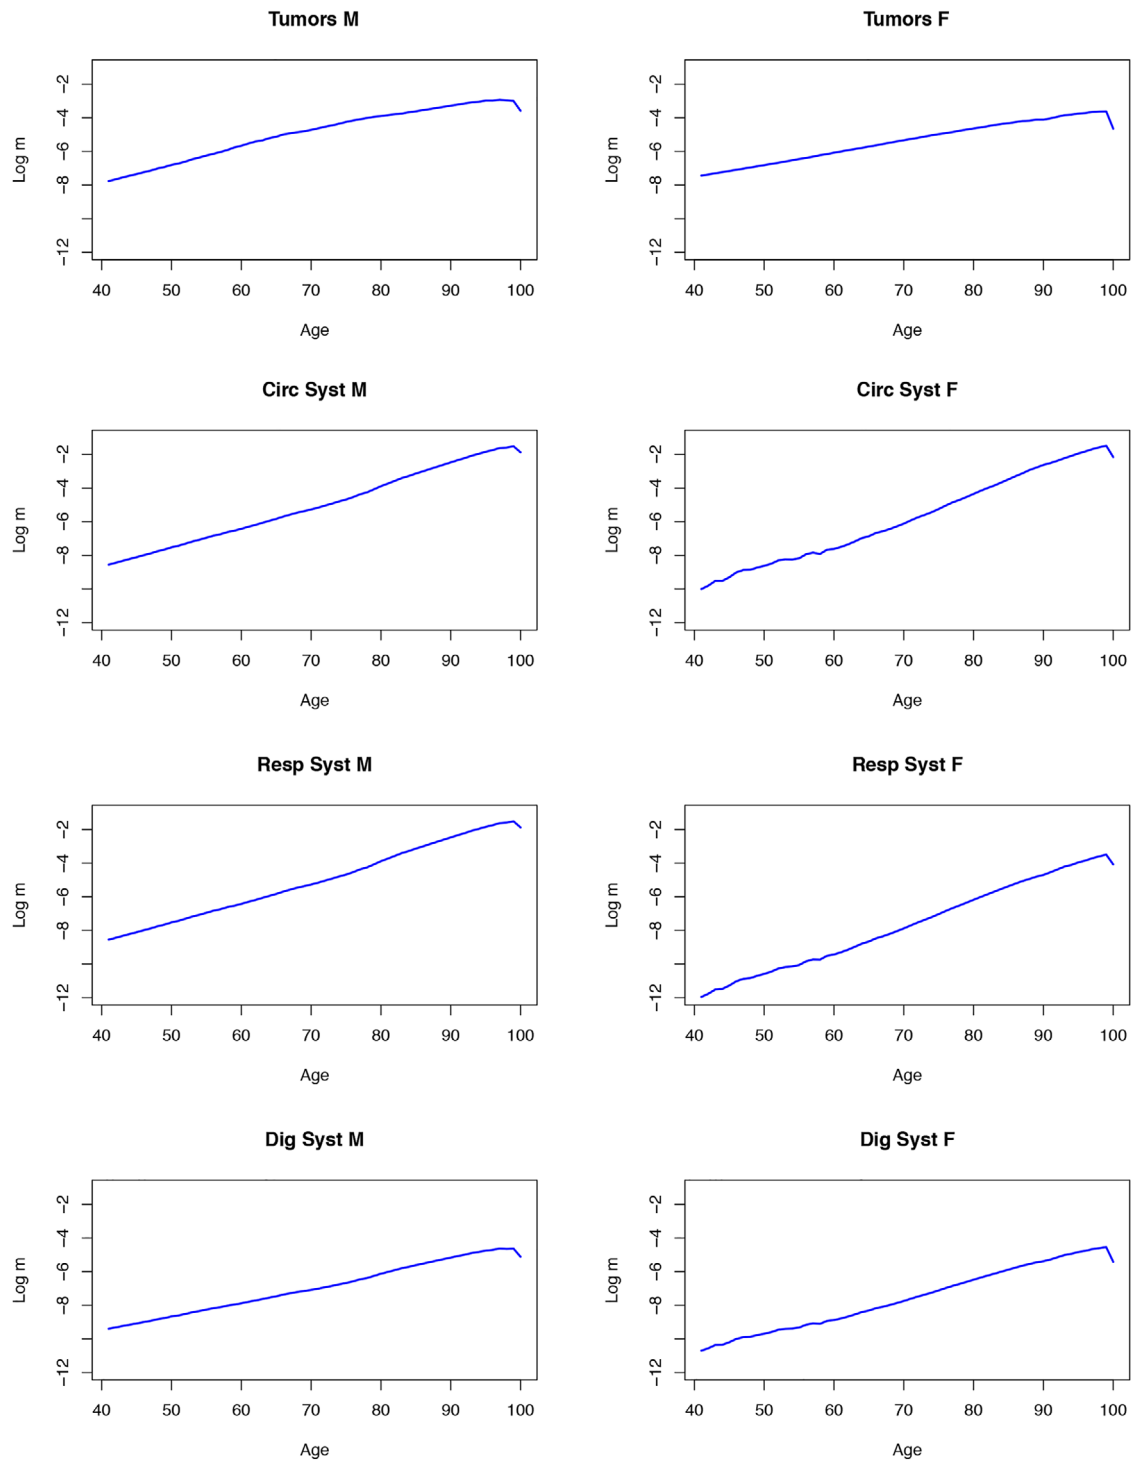 Tumors M
Log m
−2
−4
−6
−8
−12
40 50 60 70 80 90 100
Age
Tumors F
Log m
−2
−4
−6
−8
−12
40 50 60 70 80 90 100
Age
Circ Syst M
Log m
−2
−4
−6
−8
−12
40 50 60 70 80 90 100
Age
Circ Syst F
Log m
−2
−4
−6
−8
−12
40 50 60 70 80 90 100
Age
Resp Syst M
Log m
−2
−4
−6
−8
−12
40 50 60 70 80 90 100
Age
Resp Syst F
Log m
−2
−4
−6
−8
−12
40 50 60 70 80 90 100
Age
Dig Syst M
Log m
−2
−4
−6
−8
−12
40 50 60 70 80 90 100
Age
Dig Syst F
Log m
−2
−4
−6
−8
−12
40 50 60 70 80 90 100
Age